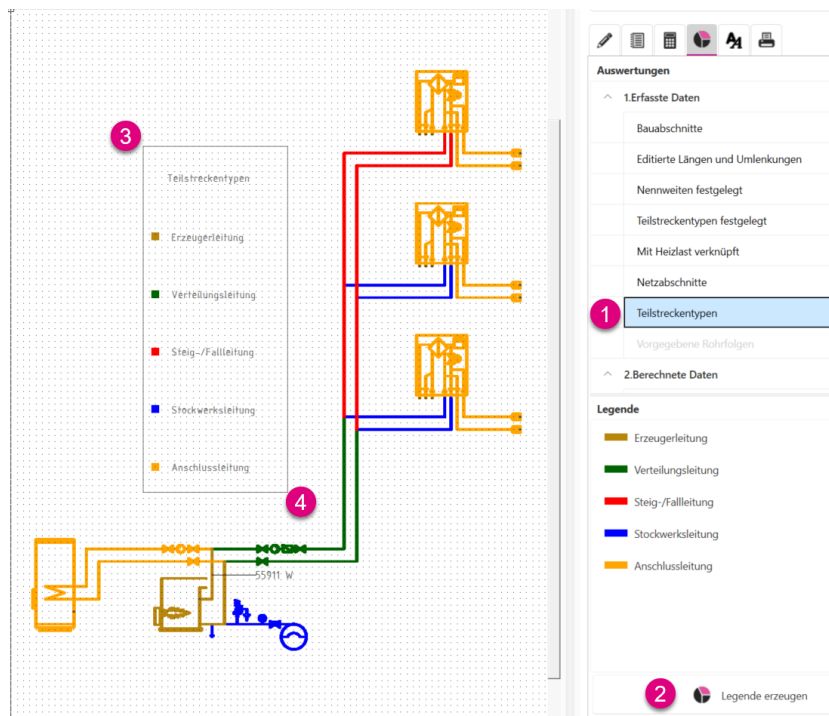 3
Teilstreckentypen
Erzeugerleitung
Verteilungsleitung
Steig-/Fallleitung
Stockwerksleitung
Anschlussleitung
4
55911 W
Auswertungen
1.Erfasste Daten
Bauabschnitte
Editierte Längen und Umlenkungen
Nennweiten festgelegt
Teilstreckentypen festgelegt
Mit Heizlast verknüpft
Netzabschnitte
1
Teilstreckentypen
Vorgegebene Rohrfolgen
2.Berechnete Daten
Legende
Erzeugerleitung
Verteilungsleitung
Steig-/Fallleitung
Stockwerksleitung
Anschlussleitung
2
Legende erzeugen